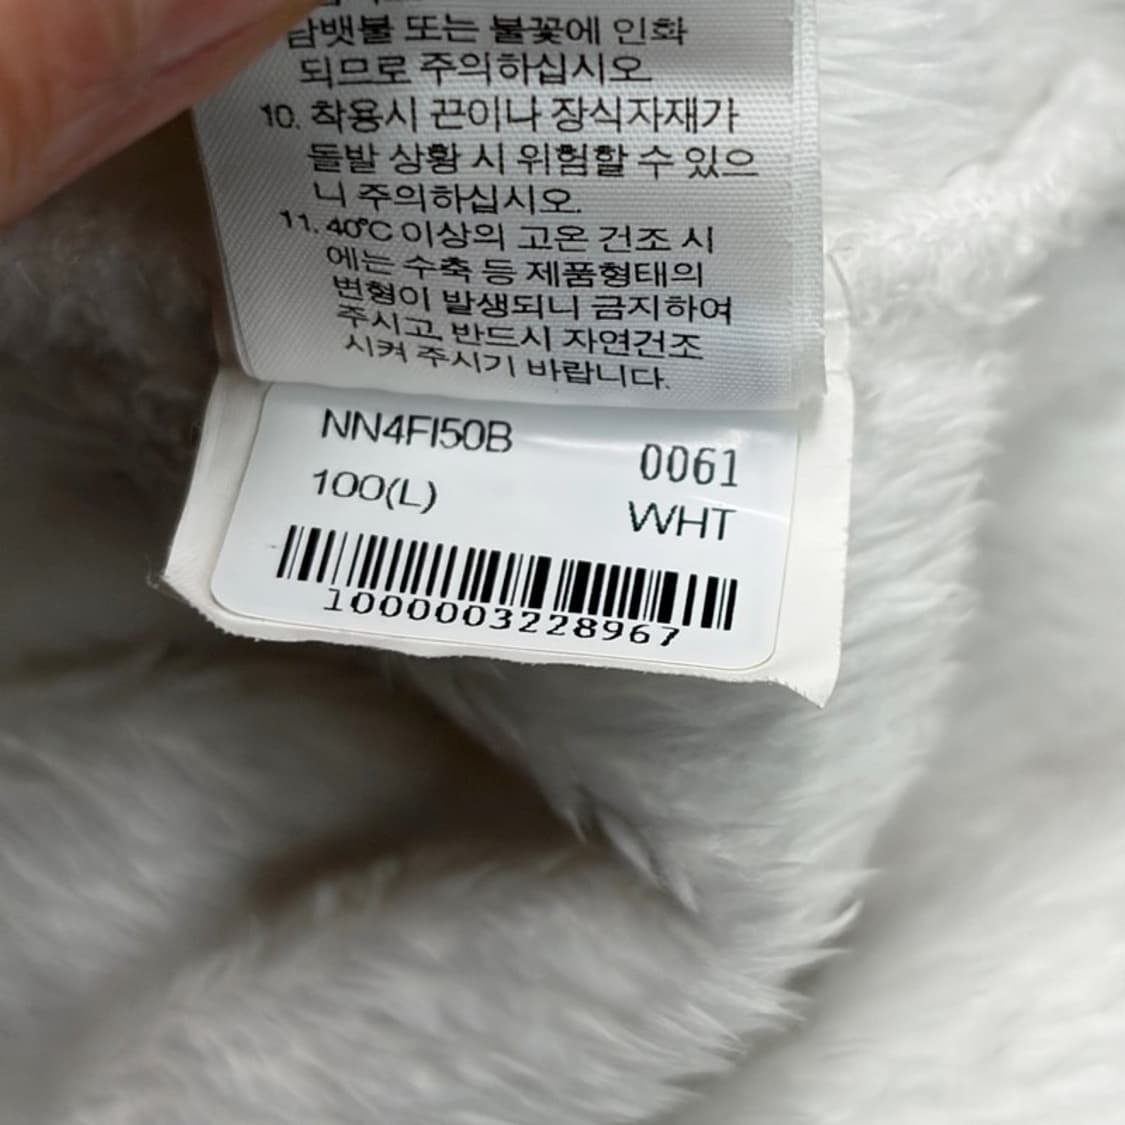 담뱃불 또는 불꽃에 인화
되므로 주의하십시오
10. 착용시 끈이나 장식자재가
돌발 상황 시 위험할 수 있으
니 주의하십시오.
11. 40℃ 이상의 고온 건조 시
에는 수축 등 제품형태의
변형이 발생되니 금지하여
주시고, 반드시 자연건조
시켜 주시기 바랍니다.
NN4FI50B 0061
100(L) WHT
1000003228967